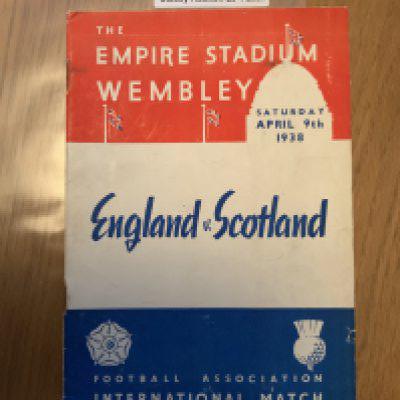 THE
EMPIRE STADIUM
WEMBLEY
SATURDAY
APRIL 9th
1938
England v. Scotland
FOOTBALL ASSOCIATION
INTERNATIONAL MATCH